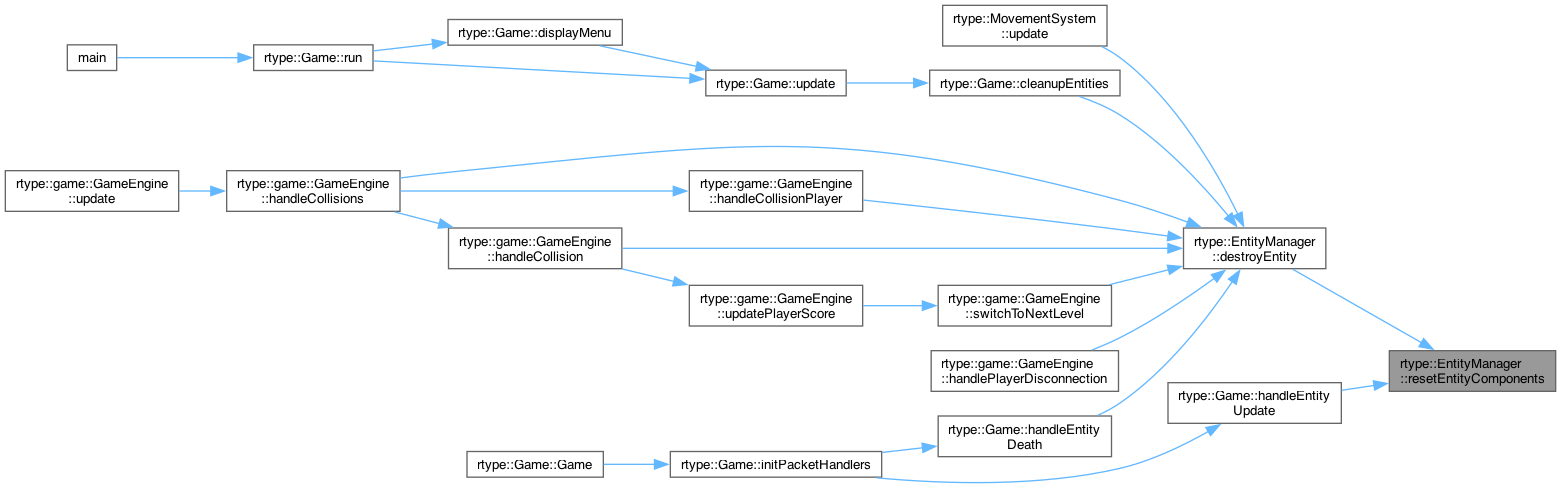 main
rtype::Game::run
rtype::Game::displayMenu
rtype::Game::update
rtype::MovementSystem
::update
rtype::Game::cleanupEntities
rtype::game::GameEngine
::update
rtype::game::GameEngine
::handleCollisions
rtype::game::GameEngine
::handleCollisionPlayer
rtype::game::GameEngine
::handleCollision
rtype::EntityManager
::destroyEntity
rtype::game::GameEngine
::updatePlayerScore
rtype::game::GameEngine
::switchToNextLevel
rtype::game::GameEngine
::handlePlayerDisconnection
rtype::EntityManager
::resetEntityComponents
rtype::Game::handleEntity
Update
rtype::Game::handleEntity
Death
rtype::Game::Game
rtype::Game::initPacketHandlers